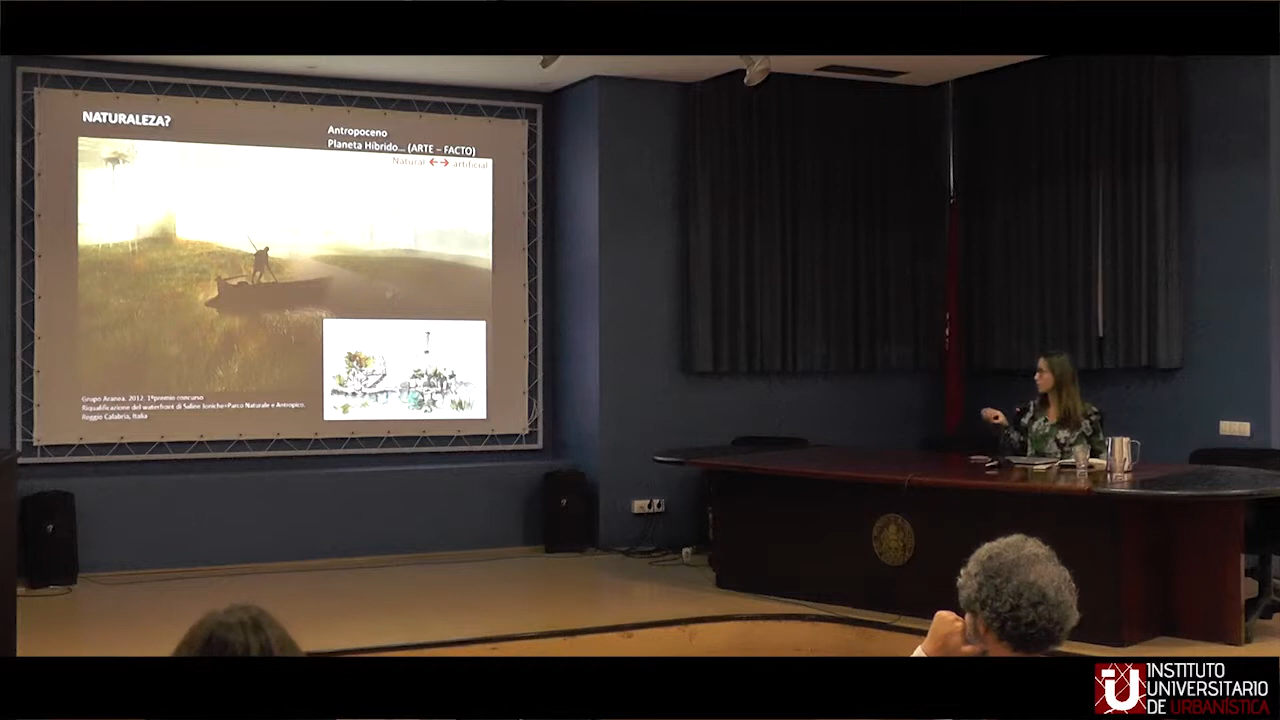 NATURALEZA?
Antropoceno
Planeta Híbrido... (ARTE – FACTO)
Natural ↔ artificial
Grupo Aranea. 2012. 1ºpremio concurso
Riqualificazione del waterfront di Saline Joniche+Parco Naturale e Antropico.
Reggio Calabria, Italia
INSTITUTO
UNIVERSITARIO
DE URBANÍSTICA